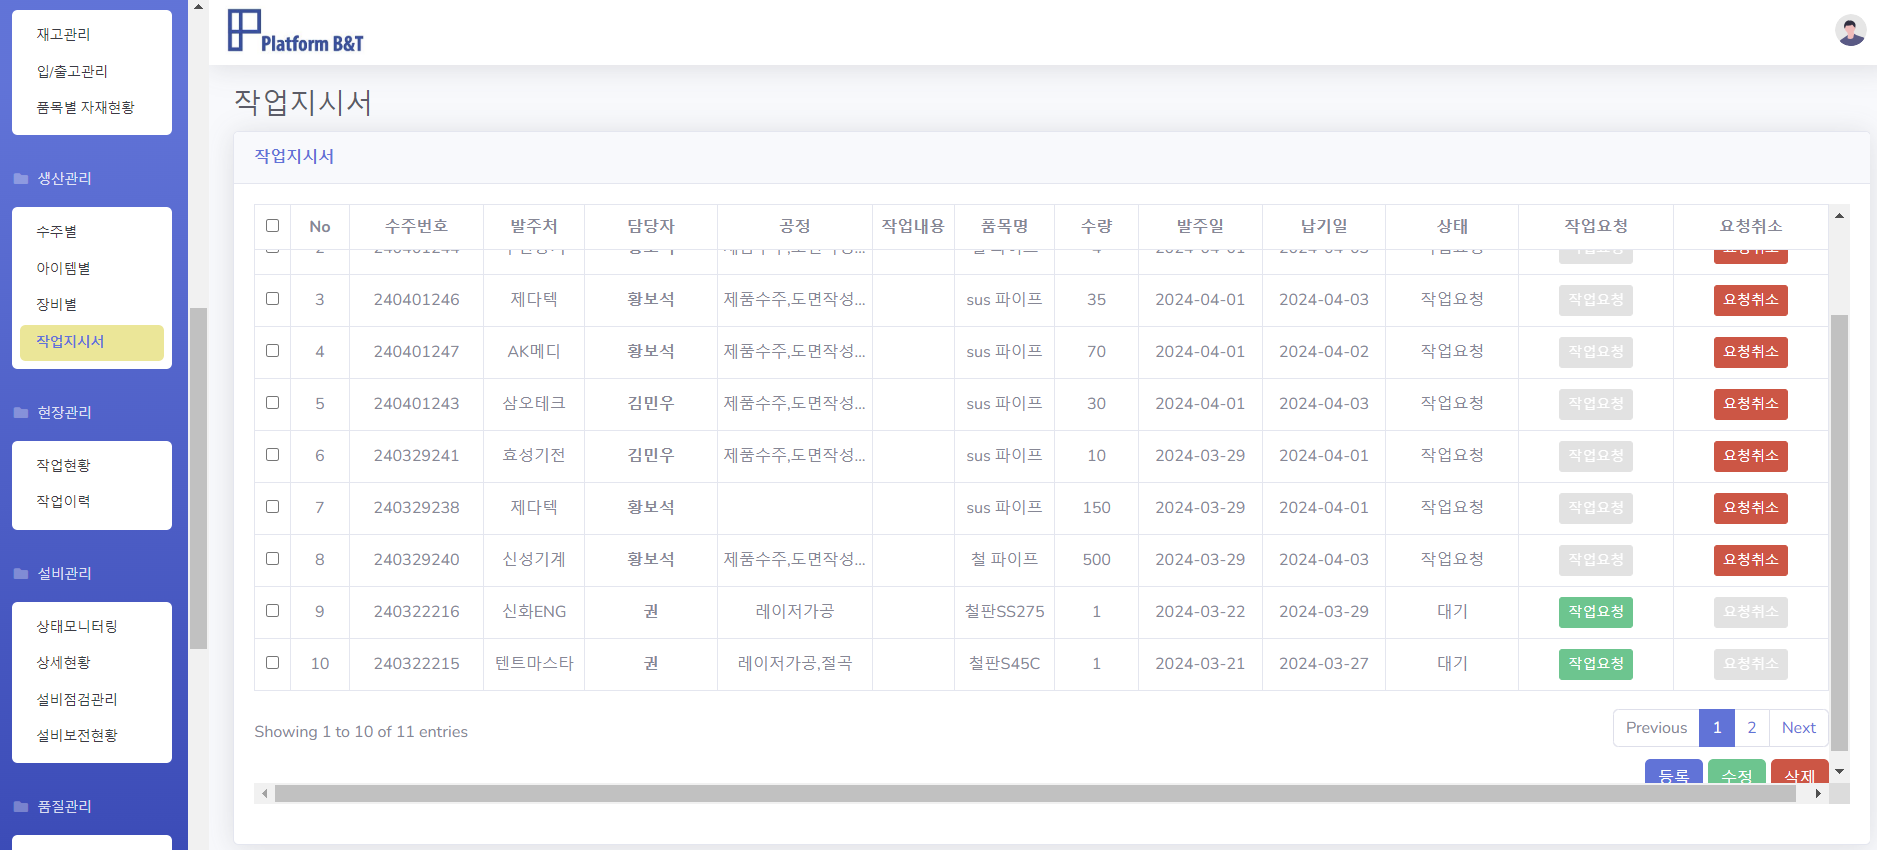 재고관리
입/출고관리
품목별 자재현황
생산관리
수주별
아이템별
장비별
작업지시서
현장관리
작업현황
작업이력
설비관리
상태모니터링
상세현황
설비점검관리
설비보전현황
품질관리
Platform B&T
작업지시서
작업지시서
No 수주번호 발주처 담당자 공정 작업내용 품목명 수량 발주일 납기일 상태 작업요청 요청취소
3 240401246 제다텍 황보석 제품수주,도면작성... sus 파이프 35 2024-04-01 2024-04-03 작업요청 작업요청 요청취소
4 240401247 AK메디 황보석 제품수주,도면작성... sus 파이프 70 2024-04-01 2024-04-02 작업요청 작업요청 요청취소
5 240401243 삼오테크 김민우 제품수주,도면작성... sus 파이프 30 2024-04-01 2024-04-03 작업요청 작업요청 요청취소
6 240329241 효성기전 김민우 제품수주,도면작성... sus 파이프 10 2024-03-29 2024-04-01 작업요청 작업요청 요청취소
7 240329238 제다텍 황보석 sus 파이프 150 2024-03-29 2024-04-01 작업요청 작업요청 요청취소
8 240329240 신성기계 황보석 제품수주,도면작성... 철 파이프 500 2024-03-29 2024-04-03 작업요청 작업요청 요청취소
9 240322216 신화ENG 권 레이저가공 철판SS275 1 2024-03-22 2024-03-29 대기 작업요청 요청취소
10 240322215 텐트마스타 권 레이저가공,절곡 철판S45C 1 2024-03-21 2024-03-27 대기 작업요청 요청취소
Showing 1 to 10 of 11 entries
Previous 1 2 Next
등록 수정 삭제